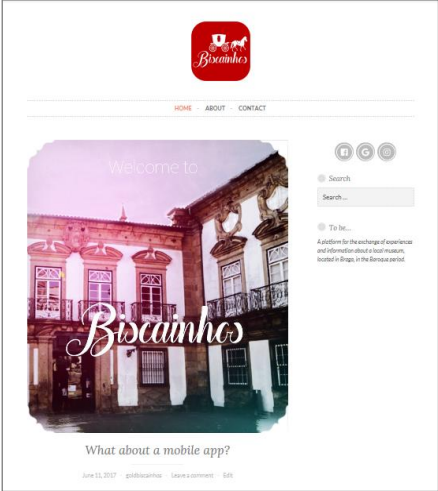 Biscainhos
HOME · ABOUT · CONTACT
Welcome to
Biscainhos
What about a mobile app?
June 11, 2017 · goldbiscainhos · Leave a comment · Edit
Search
Search …
To be...
A platform for the exchange of experiences
and information about a local museum,
located in Braga, in the Baroque period.